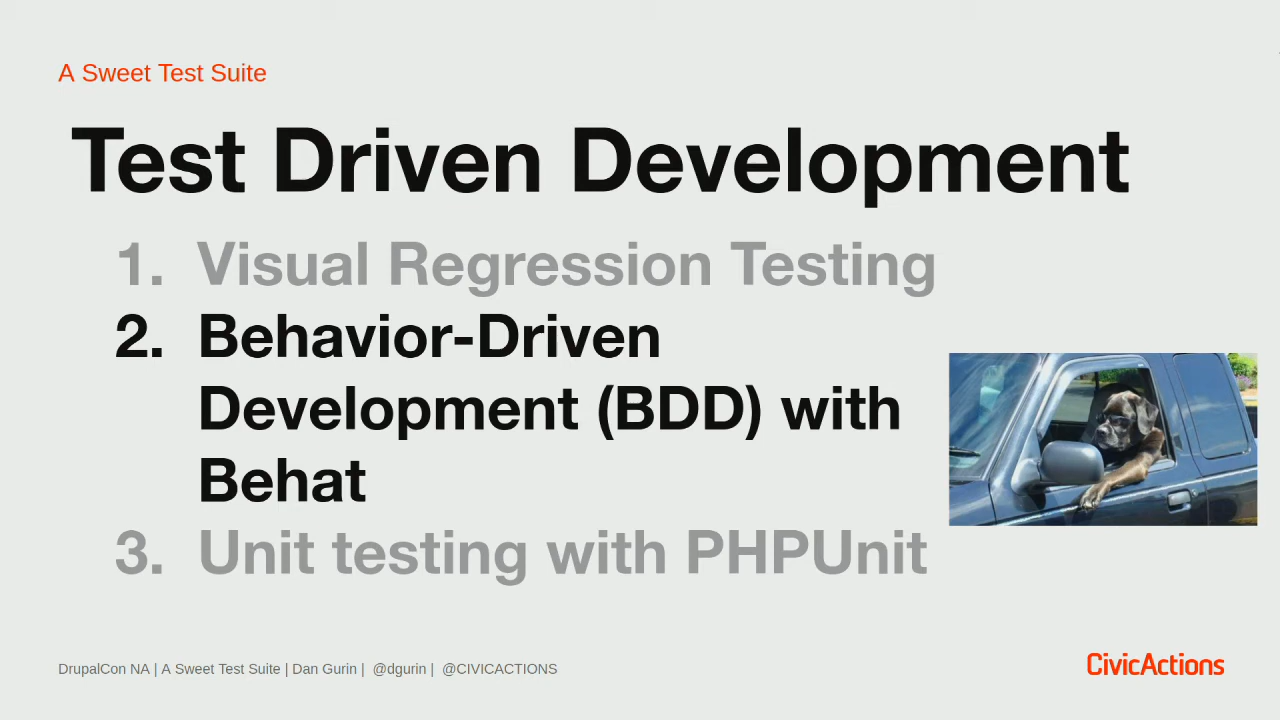 A Sweet Test Suite
Test Driven Development
1. Visual Regression Testing
2. Behavior-Driven
Development (BDD) with
Behat
3. Unit testing with PHPUnit
DrupalCon NA | A Sweet Test Suite | Dan Gurin | @dgurin | @CIVICACTIONS
CivicActions